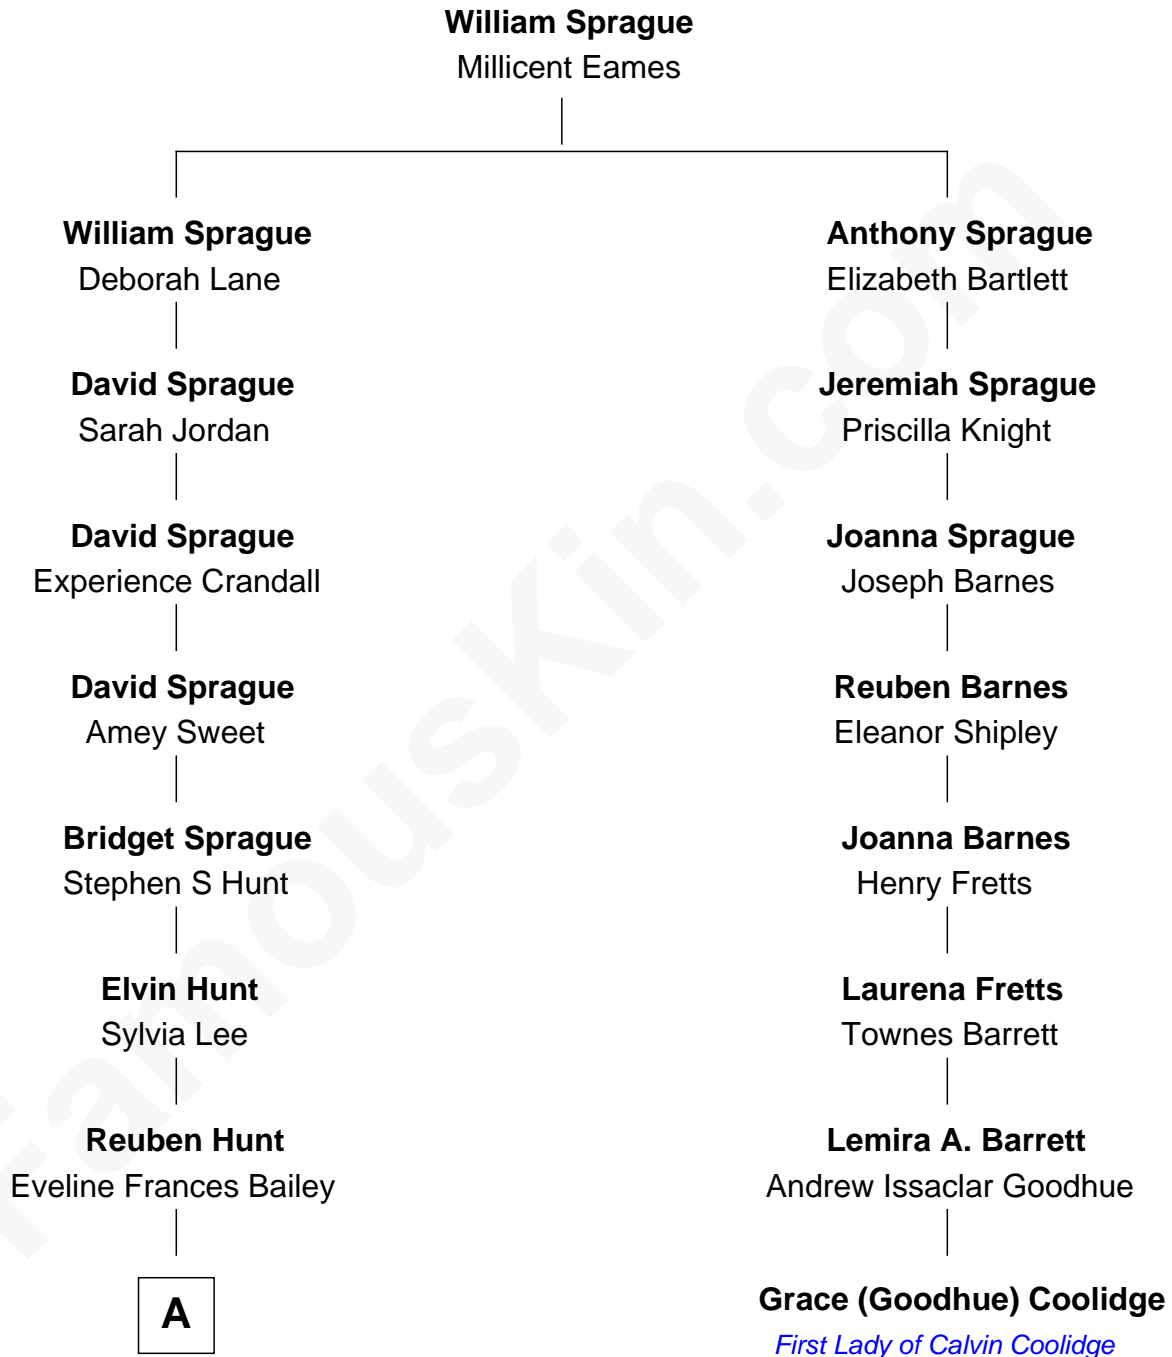 William Sprague
Millicent Eames
William Sprague
Deborah Lane
Anthony Sprague
Elizabeth Bartlett
David Sprague
Sarah Jordan
Jeremiah Sprague
Priscilla Knight
David Sprague
Experience Crandall
Joanna Sprague
Joseph Barnes
David Sprague
Amey Sweet
Reuben Barnes
Eleanor Shipley
Bridget Sprague
Stephen S Hunt
Joanna Barnes
Henry Fretts
Elvin Hunt
Sylvia Lee
Laurena Fretts
Townes Barrett
Reuben Hunt
Eveline Frances Bailey
Lemira A. Barrett
Andrew Issaclar Goodhue
A
Grace (Goodhue) Coolidge
First Lady of Calvin Coolidge
FamousKin.com